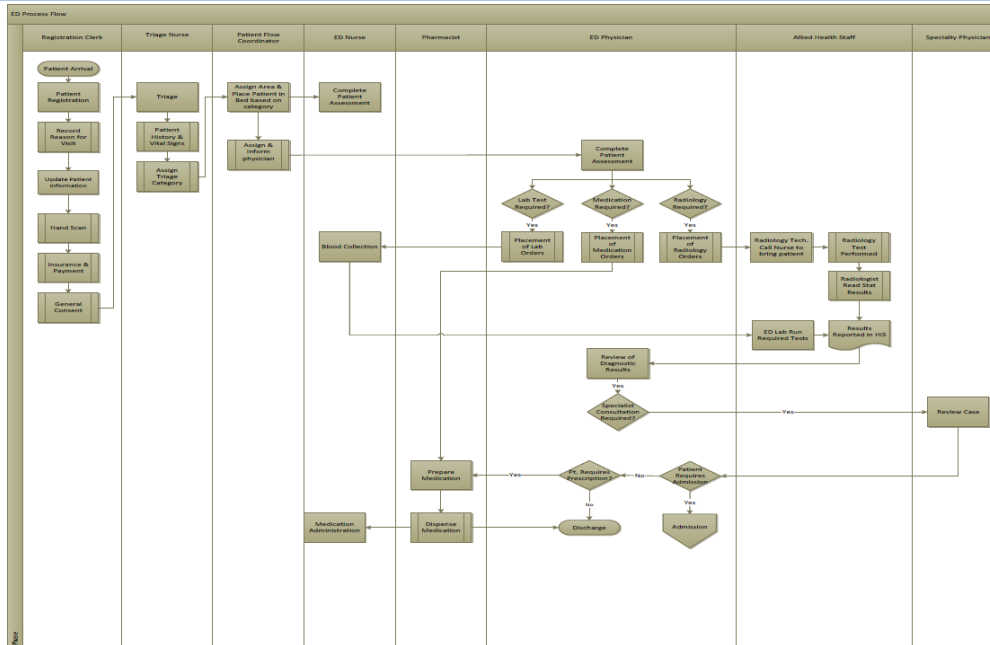 ED Process Flow
Registration Clerk
Triage Nurse
Patient Flow
Coordinator
ED Nurse
Pharmacist
ED Physician
Allied Health Staff
Specialty Physician
Patient Arrival
Patient
Registration
Record
Reason for
Visit
Update Patient
Information
Hand Scan
Insurance &
Payment
General
Consent
Triage
Patient
History &
Vital Signs
Assign
Triage
Category
Assign Area &
Place Patient in
Bed based on
category
Assign &
Inform
physician
Complete
Patient
Assessment
Complete
Patient
Assessment
Lab Test
Required?
Medication
Required?
Radiology
Required?
Yes
Yes
Yes
Blood Collection
Placement
of Lab
Orders
Placement
of
Medication
Orders
Placement
of Radiology
Orders
Radiology Tech.
Call Nurse to
bring patient
Radiology
Test
Performed
Radiologist
Read Stat
Results
ED Lab Run
Required Tests
Results
Reported in HIS
Review of
Diagnostic
Results
Yes
Specialist
Consultation
Required?
Yes
Review Case
Prepare
Medication
Yes
Pt. Requires
Prescription?
No
Patient
Requires
Admission
No
Yes
Medication
Administration
Dispense
Medication
Discharge
Admission
Phase